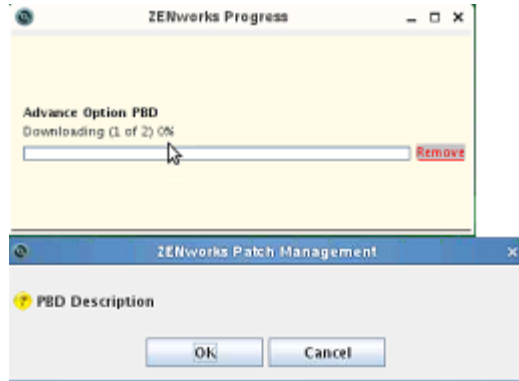 ZENworks Progress
Advance Option PBD
Downloading (1 of 2) 0%
Remove
ZENworks Patch Management
PBD Description
OK
Cancel